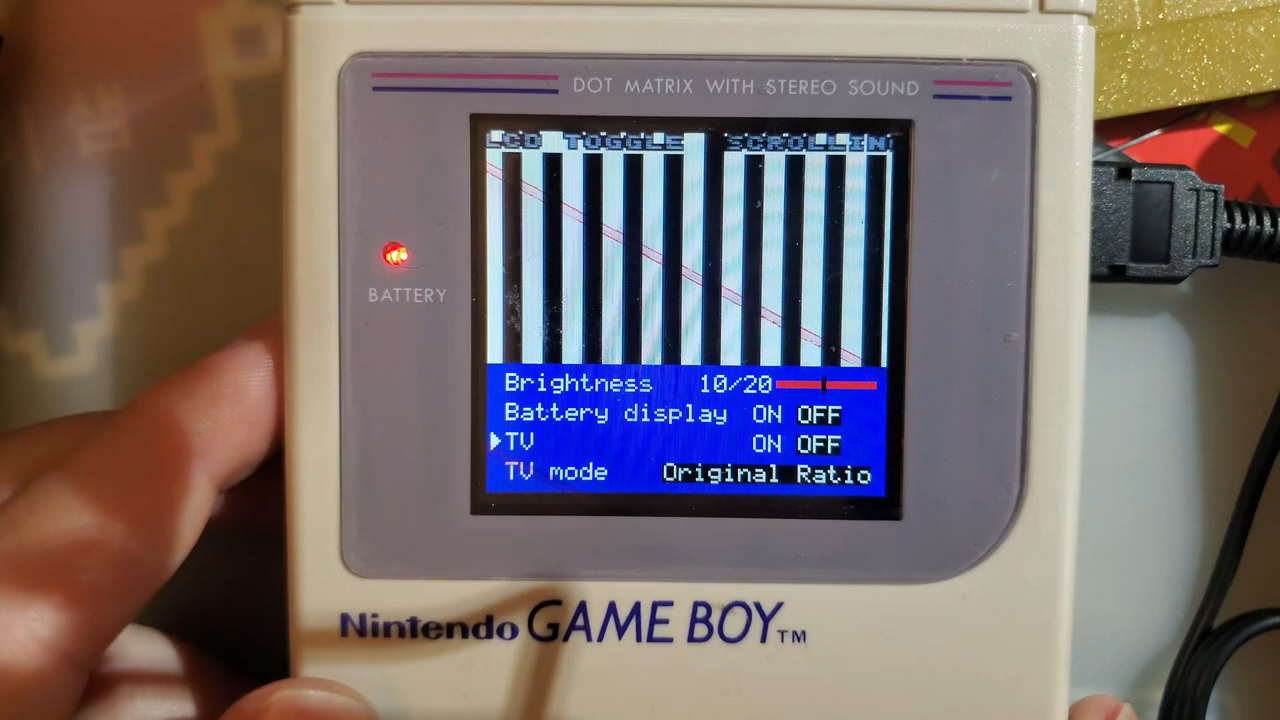 DOT MATRIX WITH STEREO SOUND
LCD TOGGLE SCROLLIN
BATTERY
Brightness 10/20
Battery display ON OFF
TV ON OFF
TV mode Original Ratio
Nintendo GAME BOY TM